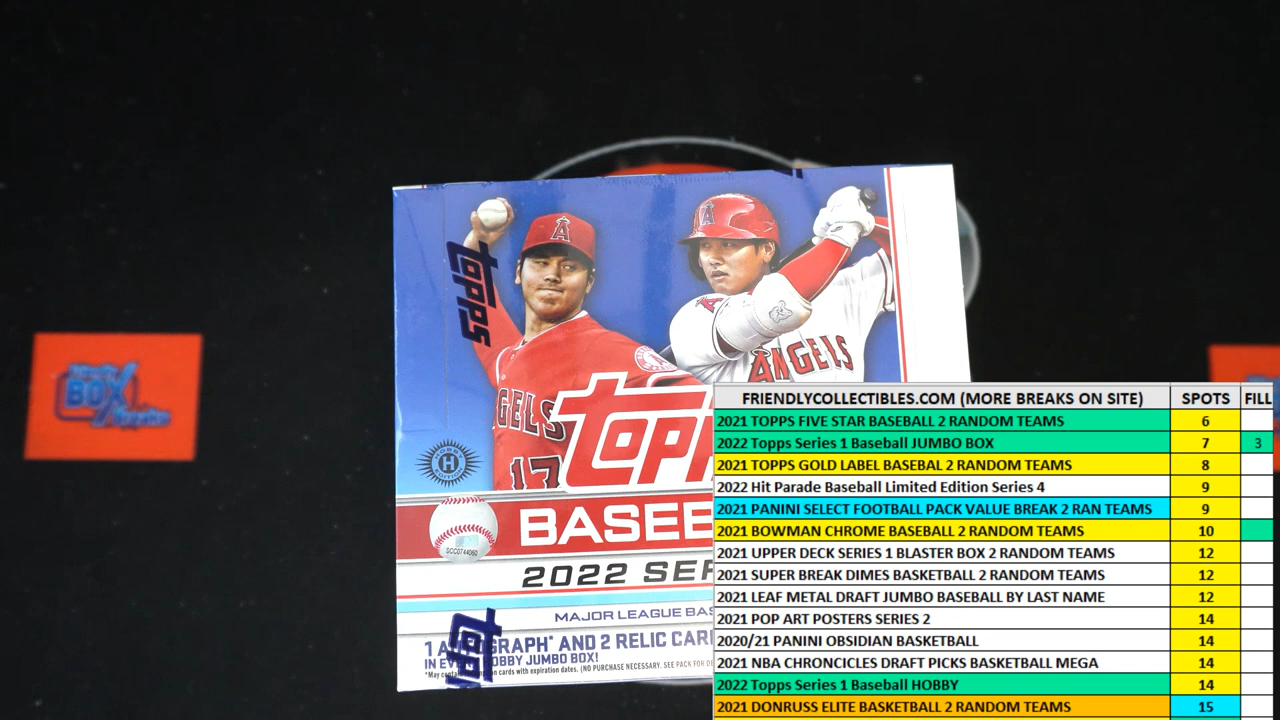 A
A
topps
A
ANGELS
GELS
17
H
topp
BASEB
SCC0744060
2022 SER
MAJOR LEAGUE BAS
topps
1 AUTOGRAPH* AND 2 RELIC CARD
IN EVERY HOBBY JUMBO BOX!
BOX
FRIENDLYCOLLECTIBLES.COM (MORE BREAKS ON SITE) SPOTS FILL
2021 TOPPS FIVE STAR BASEBALL 2 RANDOM TEAMS 6
2022 Topps Series 1 Baseball JUMBO BOX 7 3
2021 TOPPS GOLD LABEL BASEBAL 2 RANDOM TEAMS 8
2022 Hit Parade Baseball Limited Edition Series 4 9
2021 PANINI SELECT FOOTBALL PACK VALUE BREAK 2 RAN TEAMS 9
2021 BOWMAN CHROME BASEBALL 2 RANDOM TEAMS 10
2021 UPPER DECK SERIES 1 BLASTER BOX 2 RANDOM TEAMS 12
2021 SUPER BREAK DIMES BASKETBALL 2 RANDOM TEAMS 12
2021 LEAF METAL DRAFT JUMBO BASEBALL BY LAST NAME 12
2021 POP ART POSTERS SERIES 2 14
2020/21 PANINI OBSIDIAN BASKETBALL 14
2021 NBA CHRONCICLES DRAFT PICKS BASKETBALL MEGA 14
2022 Topps Series 1 Baseball HOBBY 14
2021 DONRUSS ELITE BASKETBALL 2 RANDOM TEAMS 15